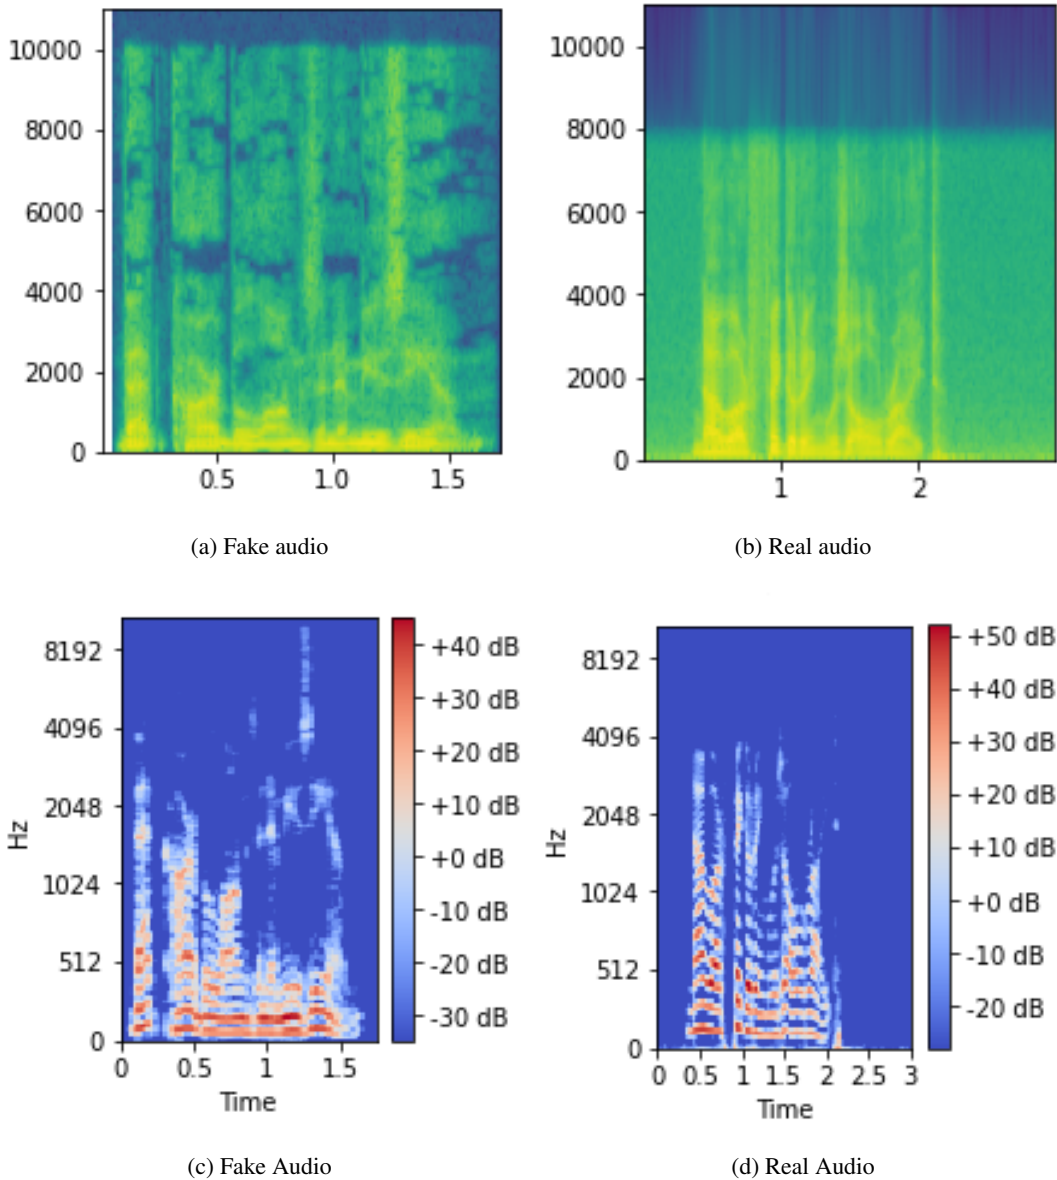 10000
8000
6000
4000
2000
0
0.5 1.0 1.5
(a) Fake audio
10000
8000
6000
4000
2000
0
1 2
(b) Real audio
8192
4096
2048
1024
512
0
Hz
0 0.5 1 1.5
Time
+40 dB
+30 dB
+20 dB
+10 dB
+0 dB
-10 dB
-20 dB
-30 dB
(c) Fake Audio
8192
4096
2048
1024
512
0
Hz
0 0.5 1 1.5 2 2.5 3
Time
+50 dB
+40 dB
+30 dB
+20 dB
+10 dB
+0 dB
-10 dB
-20 dB
(d) Real Audio